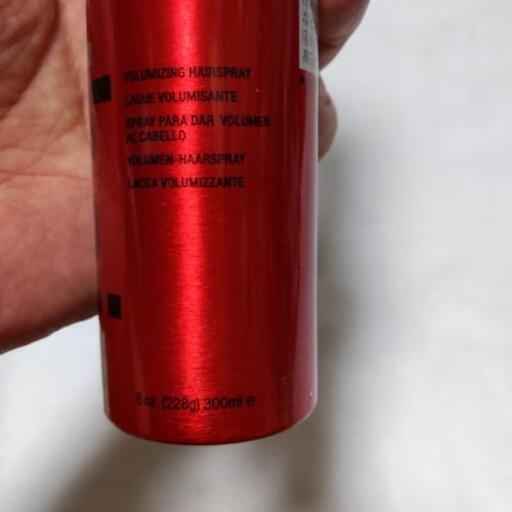 VOLUMIZING HAIRSPRAY
LAQUE VOLUMISANTE
SPRAY PARA DAR VOLUMEN
AL CABELLO
VOLUMEN-HAARSPRAY
LACCA VOLUMIZZANTE
8 oz. (228g) 300ml e